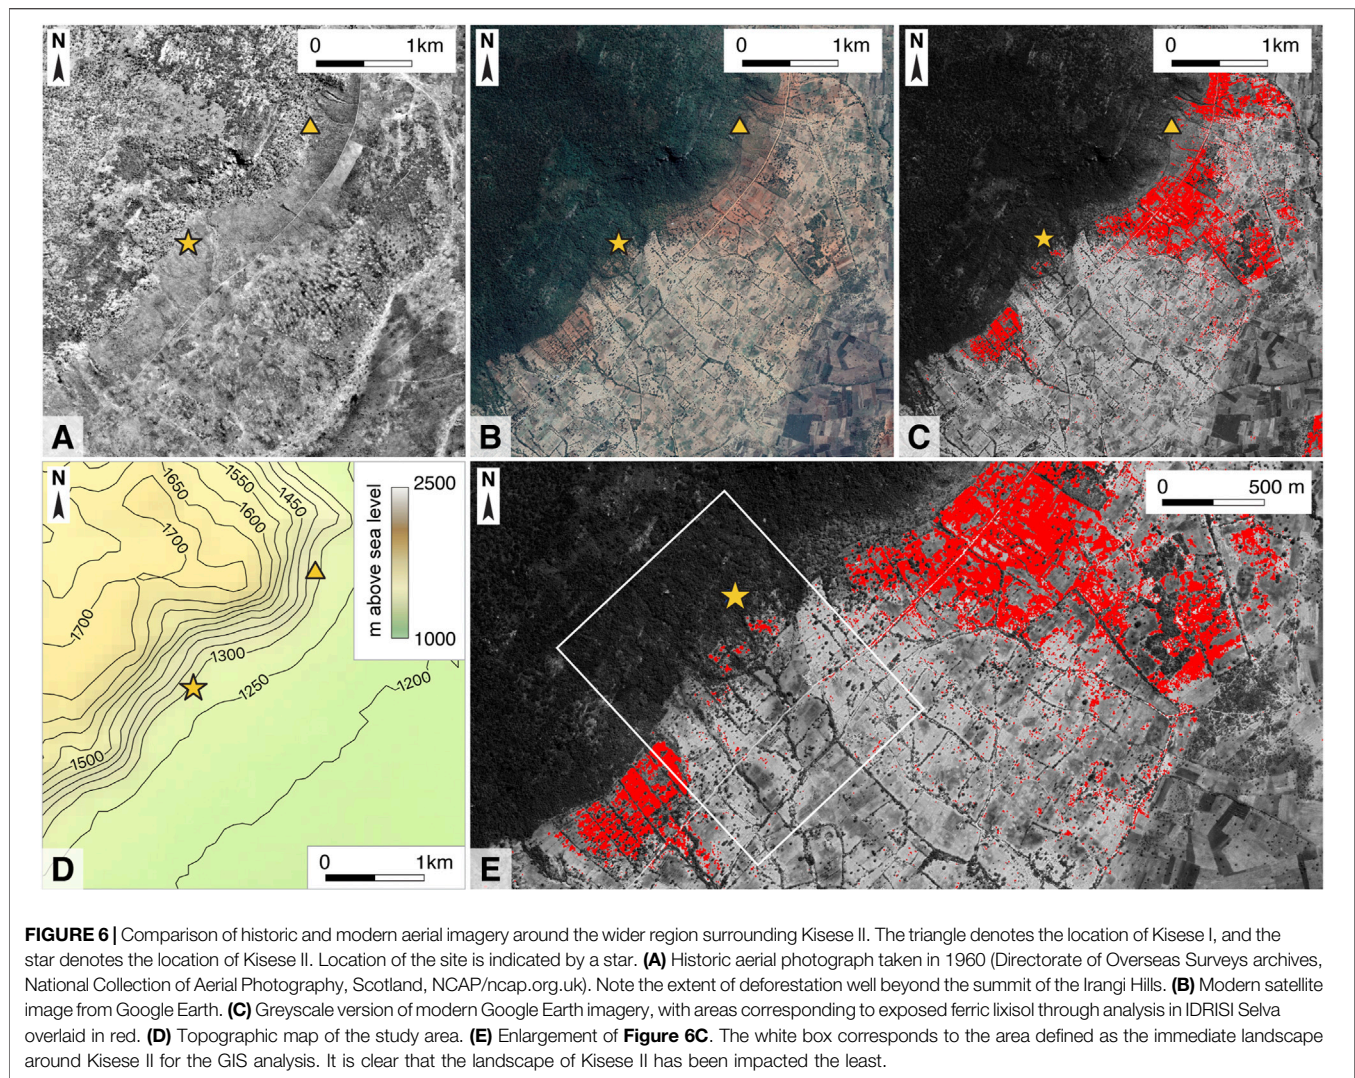 N
0 1km
A
N
0 1km
B
N
0 1km
C
N
1650
1550
1450
1600
1700
1700
1300
1250
1200
1500
2500
m above sea level
1000
0 1km
D
N
0 500 m
E
FIGURE 6 | Comparison of historic and modern aerial imagery around the wider region surrounding Kisese II. The triangle denotes the location of Kisese I, and the
star denotes the location of Kisese II. Location of the site is indicated by a star. (A) Historic aerial photograph taken in 1960 (Directorate of Overseas Surveys archives,
National Collection of Aerial Photography, Scotland, NCAP/ncap.org.uk). Note the extent of deforestation well beyond the summit of the Irangi Hills. (B) Modern satellite
image from Google Earth. (C) Greyscale version of modern Google Earth imagery, with areas corresponding to exposed ferric lixisol through analysis in IDRISI Selva
overlaid in red. (D) Topographic map of the study area. (E) Enlargement of Figure 6C. The white box corresponds to the area defined as the immediate landscape
around Kisese II for the GIS analysis. It is clear that the landscape of Kisese II has been impacted the least.